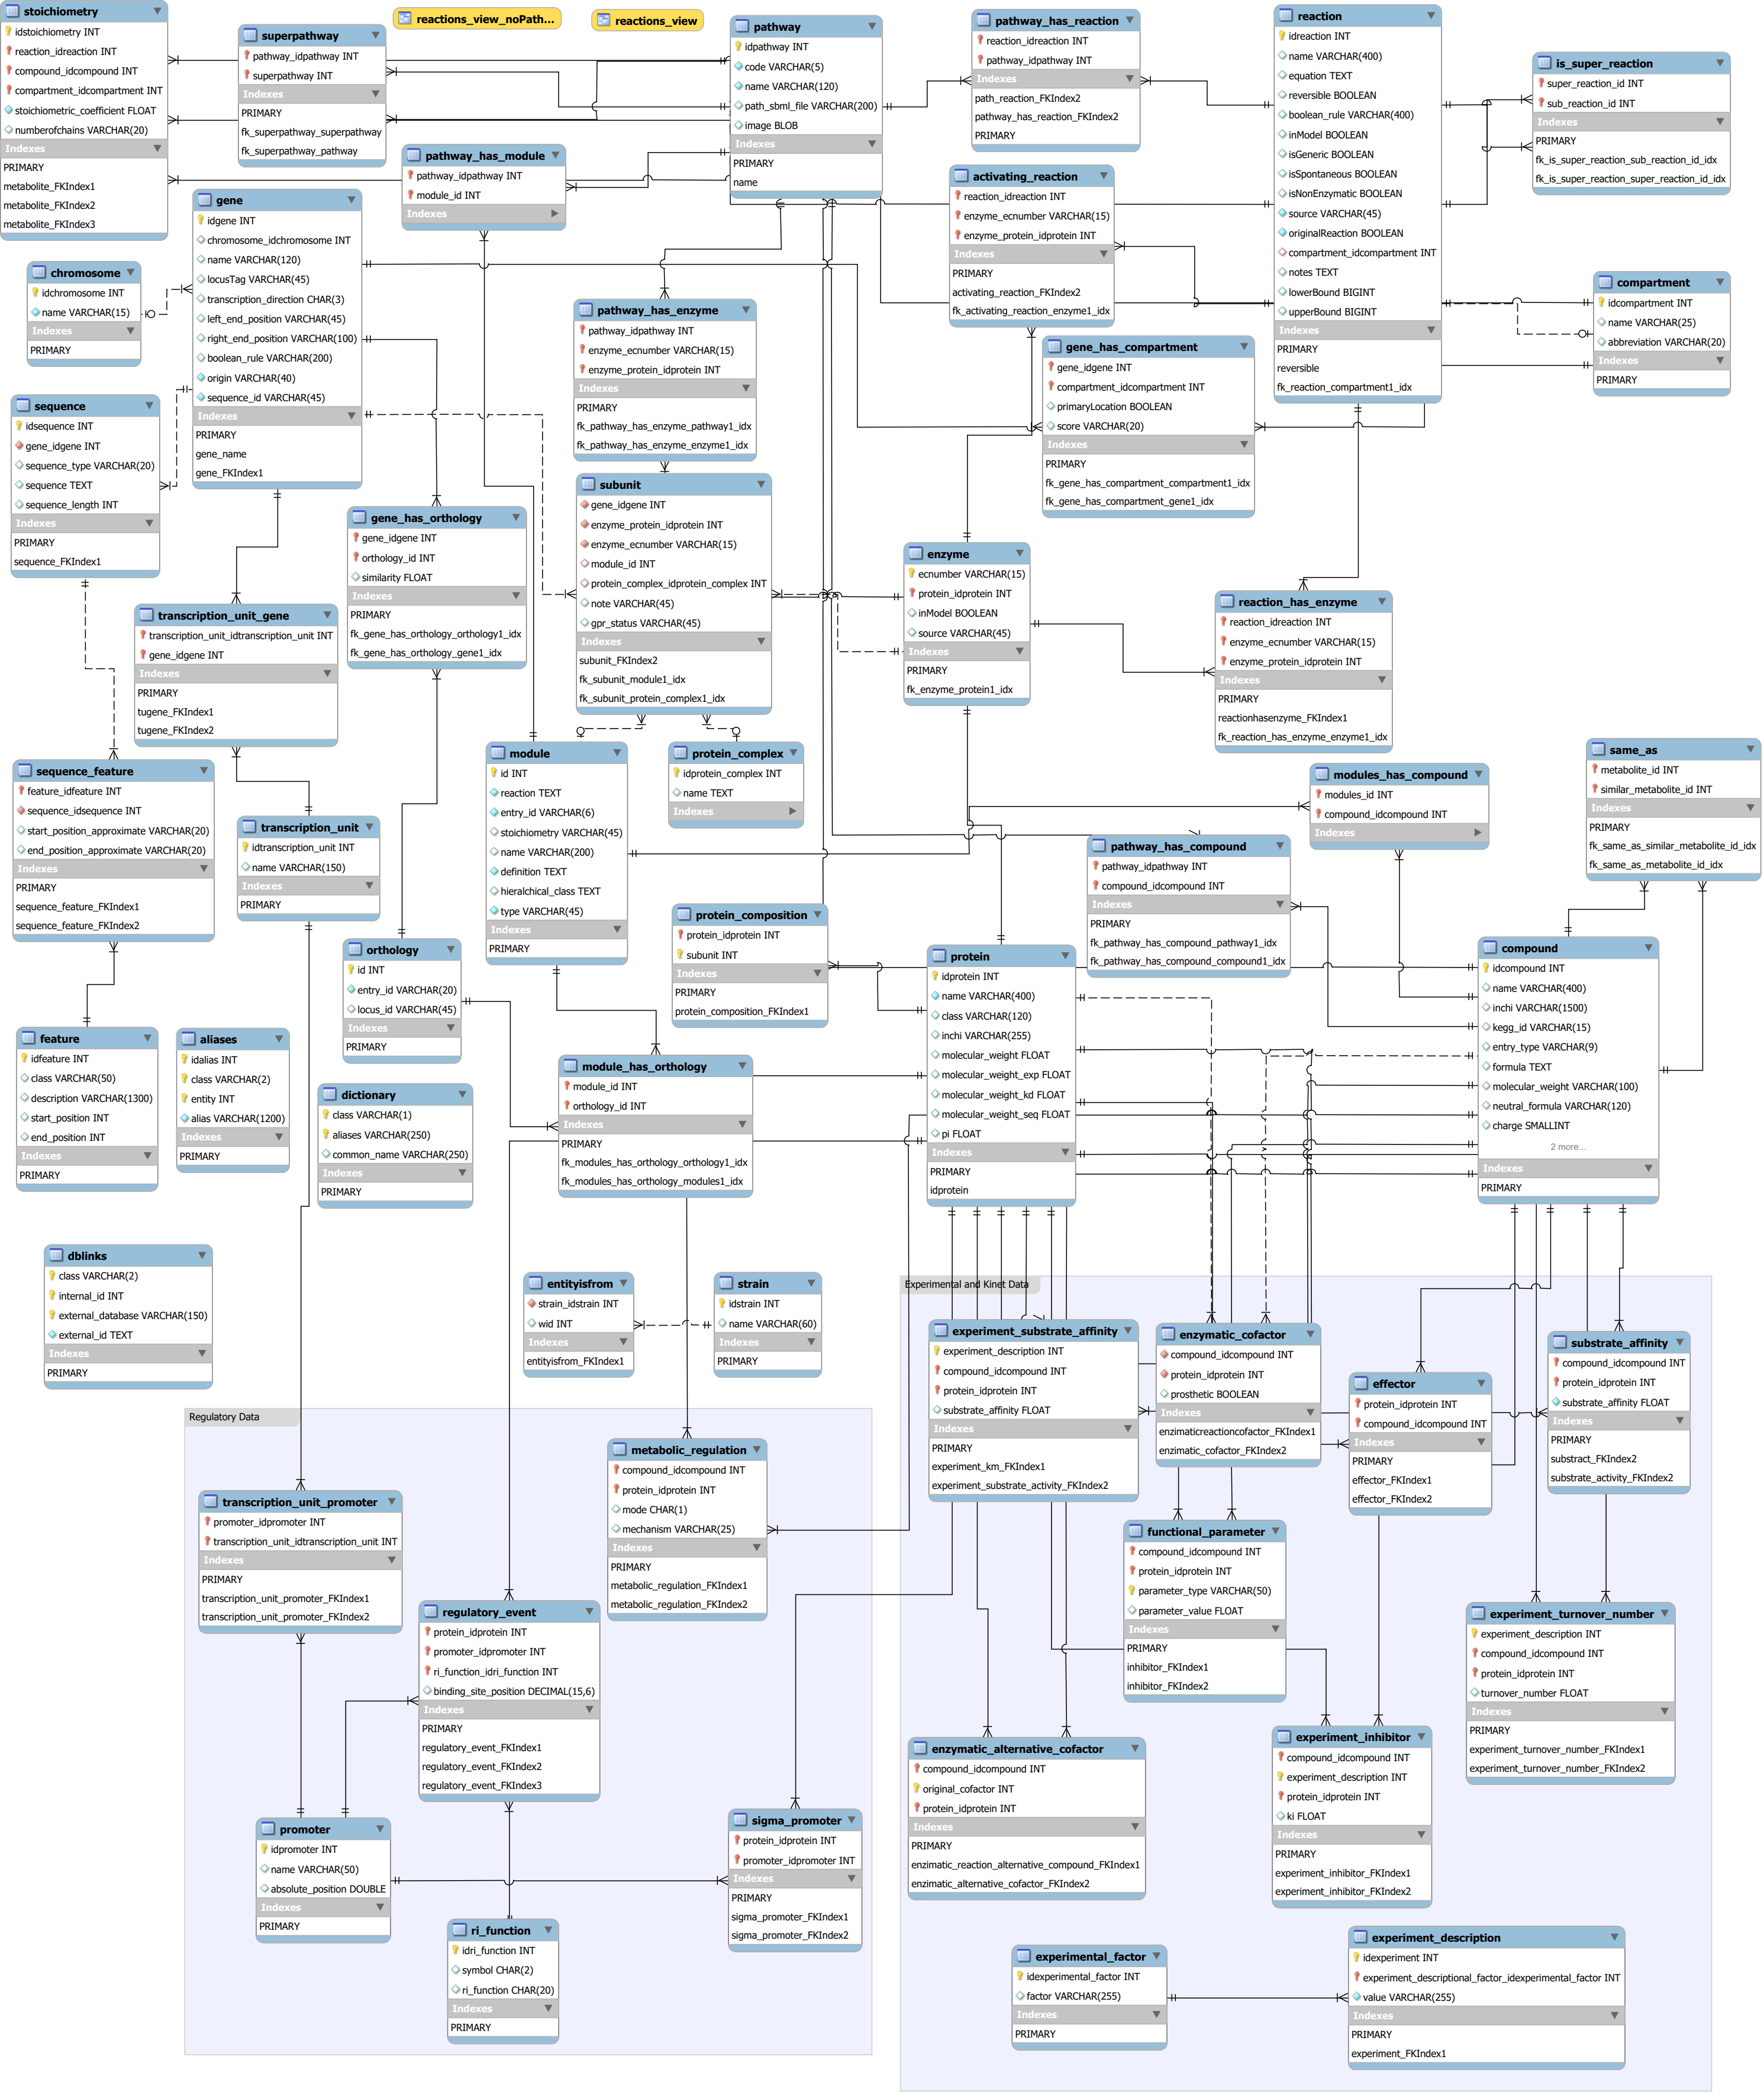 stoichiometry
idstoichiometry INT
reaction_idreaction INT
compound_idcompound INT
compartment_idcompartment INT
stoichiometric_coefficient FLOAT
numberofchains VARCHAR(20)
Indexes
PRIMARY
metabolite_FKIndex1
metabolite_FKIndex2
metabolite_FKIndex3
superpathway
pathway_idpathway INT
superpathway INT
Indexes
PRIMARY
fk_superpathway_superpathway
fk_superpathway_pathway
reactions_view_noPath...
reactions_view
pathway
idpathway INT
code VARCHAR(5)
name VARCHAR(120)
path_sbml_file VARCHAR(200)
image BLOB
Indexes
PRIMARY
name
pathway_has_reaction
reaction_idreaction INT
pathway_idpathway INT
Indexes
path_reaction_FKIndex2
pathway_has_reaction_FKIndex2
PRIMARY
reaction
idreaction INT
name VARCHAR(400)
equation TEXT
reversible BOOLEAN
boolean_rule VARCHAR(400)
inModel BOOLEAN
isGeneric BOOLEAN
isSpontaneous BOOLEAN
isNonEnzymatic BOOLEAN
source VARCHAR(45)
originalReaction BOOLEAN
compartment_idcompartment INT
notes TEXT
lowerBound BIGINT
upperBound BIGINT
Indexes
PRIMARY
reversible
fk_reaction_compartment1_idx
is_super_reaction
super_reaction_id INT
sub_reaction_id INT
Indexes
PRIMARY
fk_is_super_reaction_sub_reaction_id_idx
fk_is_super_reaction_super_reaction_id_idx
pathway_has_module
pathway_idpathway INT
module_id INT
Indexes
activating_reaction
reaction_idreaction INT
enzyme_ecnumber VARCHAR(15)
enzyme_protein_idprotein INT
Indexes
PRIMARY
activating_reaction_FKIndex2
fk_activating_reaction_enzyme1_idx
gene
idgene INT
chromosome_idchromosome INT
name VARCHAR(120)
locusTag VARCHAR(45)
transcription_direction CHAR(3)
left_end_position VARCHAR(45)
right_end_position VARCHAR(100)
boolean_rule VARCHAR(200)
origin VARCHAR(40)
sequence_id VARCHAR(45)
Indexes
PRIMARY
gene_name
gene_FKIndex1
chromosome
idchromosome INT
name VARCHAR(15)
Indexes
PRIMARY
compartment
idcompartment INT
name VARCHAR(25)
abbreviation VARCHAR(20)
Indexes
PRIMARY
pathway_has_enzyme
pathway_idpathway INT
enzyme_ecnumber VARCHAR(15)
enzyme_protein_idprotein INT
Indexes
PRIMARY
fk_pathway_has_enzyme_pathway1_idx
fk_pathway_has_enzyme_enzyme1_idx
gene_has_compartment
gene_idgene INT
compartment_idcompartment INT
primaryLocation BOOLEAN
score VARCHAR(20)
Indexes
PRIMARY
fk_gene_has_compartment_compartment1_idx
fk_gene_has_compartment_gene1_idx
sequence
idsequence INT
gene_idgene INT
sequence_type VARCHAR(20)
sequence TEXT
sequence_length INT
Indexes
PRIMARY
sequence_FKIndex1
subunit
gene_idgene INT
enzyme_protein_idprotein INT
enzyme_ecnumber VARCHAR(15)
module_id INT
protein_complex_idprotein_complex INT
note VARCHAR(45)
gpr_status VARCHAR(45)
Indexes
subunit_FKIndex2
fk_subunit_module1_idx
fk_subunit_protein_complex1_idx
gene_has_orthology
gene_idgene INT
orthology_id INT
similarity FLOAT
Indexes
PRIMARY
fk_gene_has_orthology_orthology1_idx
fk_gene_has_orthology_gene1_idx
enzyme
ecnumber VARCHAR(15)
protein_idprotein INT
inModel BOOLEAN
source VARCHAR(45)
Indexes
PRIMARY
fk_enzyme_protein1_idx
reaction_has_enzyme
reaction_idreaction INT
enzyme_ecnumber VARCHAR(15)
enzyme_protein_idprotein INT
Indexes
PRIMARY
reactionhasenzyme_FKIndex1
fk_reaction_has_enzyme_enzyme1_idx
transcription_unit_gene
transcription_unit_idtranscription_unit INT
gene_idgene INT
Indexes
PRIMARY
tugene_FKIndex1
tugene_FKIndex2
module
id INT
reaction TEXT
entry_id VARCHAR(6)
stoichiometry VARCHAR(45)
name VARCHAR(200)
definition TEXT
hieralchical_class TEXT
type VARCHAR(45)
Indexes
PRIMARY
protein_complex
idprotein_complex INT
name TEXT
Indexes
same_as
metabolite_id INT
similar_metabolite_id INT
Indexes
PRIMARY
fk_same_as_similar_metabolite_id_idx
fk_same_as_metabolite_id_idx
modules_has_compound
modules_id INT
compound_idcompound INT
Indexes
sequence_feature
feature_idfeature INT
sequence_idsequence INT
start_position_approximate VARCHAR(20)
end_position_approximate VARCHAR(20)
Indexes
PRIMARY
sequence_feature_FKIndex1
sequence_feature_FKIndex2
transcription_unit
idtranscription_unit INT
name VARCHAR(150)
Indexes
PRIMARY
pathway_has_compound
pathway_idpathway INT
compound_idcompound INT
Indexes
PRIMARY
fk_pathway_has_compound_pathway1_idx
fk_pathway_has_compound_compound1_idx
protein_composition
protein_idprotein INT
subunit INT
Indexes
PRIMARY
protein_composition_FKIndex1
orthology
id INT
entry_id VARCHAR(20)
locus_id VARCHAR(45)
Indexes
PRIMARY
protein
idprotein INT
name VARCHAR(400)
class VARCHAR(120)
inchi VARCHAR(255)
molecular_weight FLOAT
molecular_weight_exp FLOAT
molecular_weight_kd FLOAT
molecular_weight_seq FLOAT
pi FLOAT
Indexes
PRIMARY
idprotein
compound
idcompound INT
name VARCHAR(400)
inchi VARCHAR(1500)
kegg_id VARCHAR(15)
entry_type VARCHAR(9)
formula TEXT
molecular_weight VARCHAR(100)
neutral_formula VARCHAR(120)
charge SMALLINT
2 more...
Indexes
PRIMARY
feature
idfeature INT
class VARCHAR(50)
description VARCHAR(1300)
start_position INT
end_position INT
Indexes
PRIMARY
aliases
idalias INT
class VARCHAR(2)
entity INT
alias VARCHAR(1200)
Indexes
PRIMARY
dictionary
class VARCHAR(1)
aliases VARCHAR(250)
common_name VARCHAR(250)
Indexes
PRIMARY
module_has_orthology
module_id INT
orthology_id INT
Indexes
PRIMARY
fk_modules_has_orthology_orthology1_idx
fk_modules_has_orthology_modules1_idx
dblinks
class VARCHAR(2)
internal_id INT
external_database VARCHAR(150)
external_id TEXT
Indexes
PRIMARY
entityisfrom
strain_idstrain INT
wid INT
Indexes
entityisfrom_FKIndex1
strain
idstrain INT
name VARCHAR(60)
Indexes
PRIMARY
Experimental and Kinet Data
experiment_substrate_affinity
experiment_description INT
compound_idcompound INT
protein_idprotein INT
substrate_affinity FLOAT
Indexes
PRIMARY
experiment_km_FKIndex1
experiment_substrate_activity_FKIndex2
enzymatic_cofactor
compound_idcompound INT
protein_idprotein INT
prosthetic BOOLEAN
Indexes
enzimaticreactioncofactor_FKIndex1
enzimatic_cofactor_FKIndex2
effector
protein_idprotein INT
compound_idcompound INT
Indexes
PRIMARY
effector_FKIndex1
effector_FKIndex2
substrate_affinity
compound_idcompound INT
protein_idprotein INT
substrate_affinity FLOAT
Indexes
PRIMARY
substract_FKIndex2
substrate_activity_FKIndex2
Regulatory Data
metabolic_regulation
compound_idcompound INT
protein_idprotein INT
mode CHAR(1)
mechanism VARCHAR(25)
Indexes
PRIMARY
metabolic_regulation_FKIndex1
metabolic_regulation_FKIndex2
transcription_unit_promoter
promoter_idpromoter INT
transcription_unit_idtranscription_unit INT
Indexes
PRIMARY
transcription_unit_promoter_FKIndex1
transcription_unit_promoter_FKIndex2
functional_parameter
compound_idcompound INT
protein_idprotein INT
parameter_type VARCHAR(50)
parameter_value FLOAT
Indexes
PRIMARY
inhibitor_FKIndex1
inhibitor_FKIndex2
regulatory_event
protein_idprotein INT
promoter_idpromoter INT
ri_function_idri_function INT
binding_site_position DECIMAL(15,6)
Indexes
PRIMARY
regulatory_event_FKIndex1
regulatory_event_FKIndex2
regulatory_event_FKIndex3
experiment_turnover_number
experiment_description INT
compound_idcompound INT
protein_idprotein INT
turnover_number FLOAT
Indexes
PRIMARY
experiment_turnover_number_FKIndex1
experiment_turnover_number_FKIndex2
enzymatic_alternative_cofactor
compound_idcompound INT
original_cofactor INT
protein_idprotein INT
Indexes
PRIMARY
enzimatic_reaction_alternative_compound_FKIndex1
enzimatic_alternative_cofactor_FKIndex2
experiment_inhibitor
compound_idcompound INT
experiment_description INT
protein_idprotein INT
ki FLOAT
Indexes
PRIMARY
experiment_inhibitor_FKIndex1
experiment_inhibitor_FKIndex2
promoter
idpromoter INT
name VARCHAR(50)
absolute_position DOUBLE
Indexes
PRIMARY
sigma_promoter
protein_idprotein INT
promoter_idpromoter INT
Indexes
PRIMARY
sigma_promoter_FKIndex1
sigma_promoter_FKIndex2
ri_function
idri_function INT
symbol CHAR(2)
ri_function CHAR(20)
Indexes
PRIMARY
experimental_factor
idexperimental_factor INT
factor VARCHAR(255)
Indexes
PRIMARY
experiment_description
idexperiment INT
experiment_descriptional_factor_idexperimental_factor INT
value VARCHAR(255)
Indexes
PRIMARY
experiment_FKIndex1